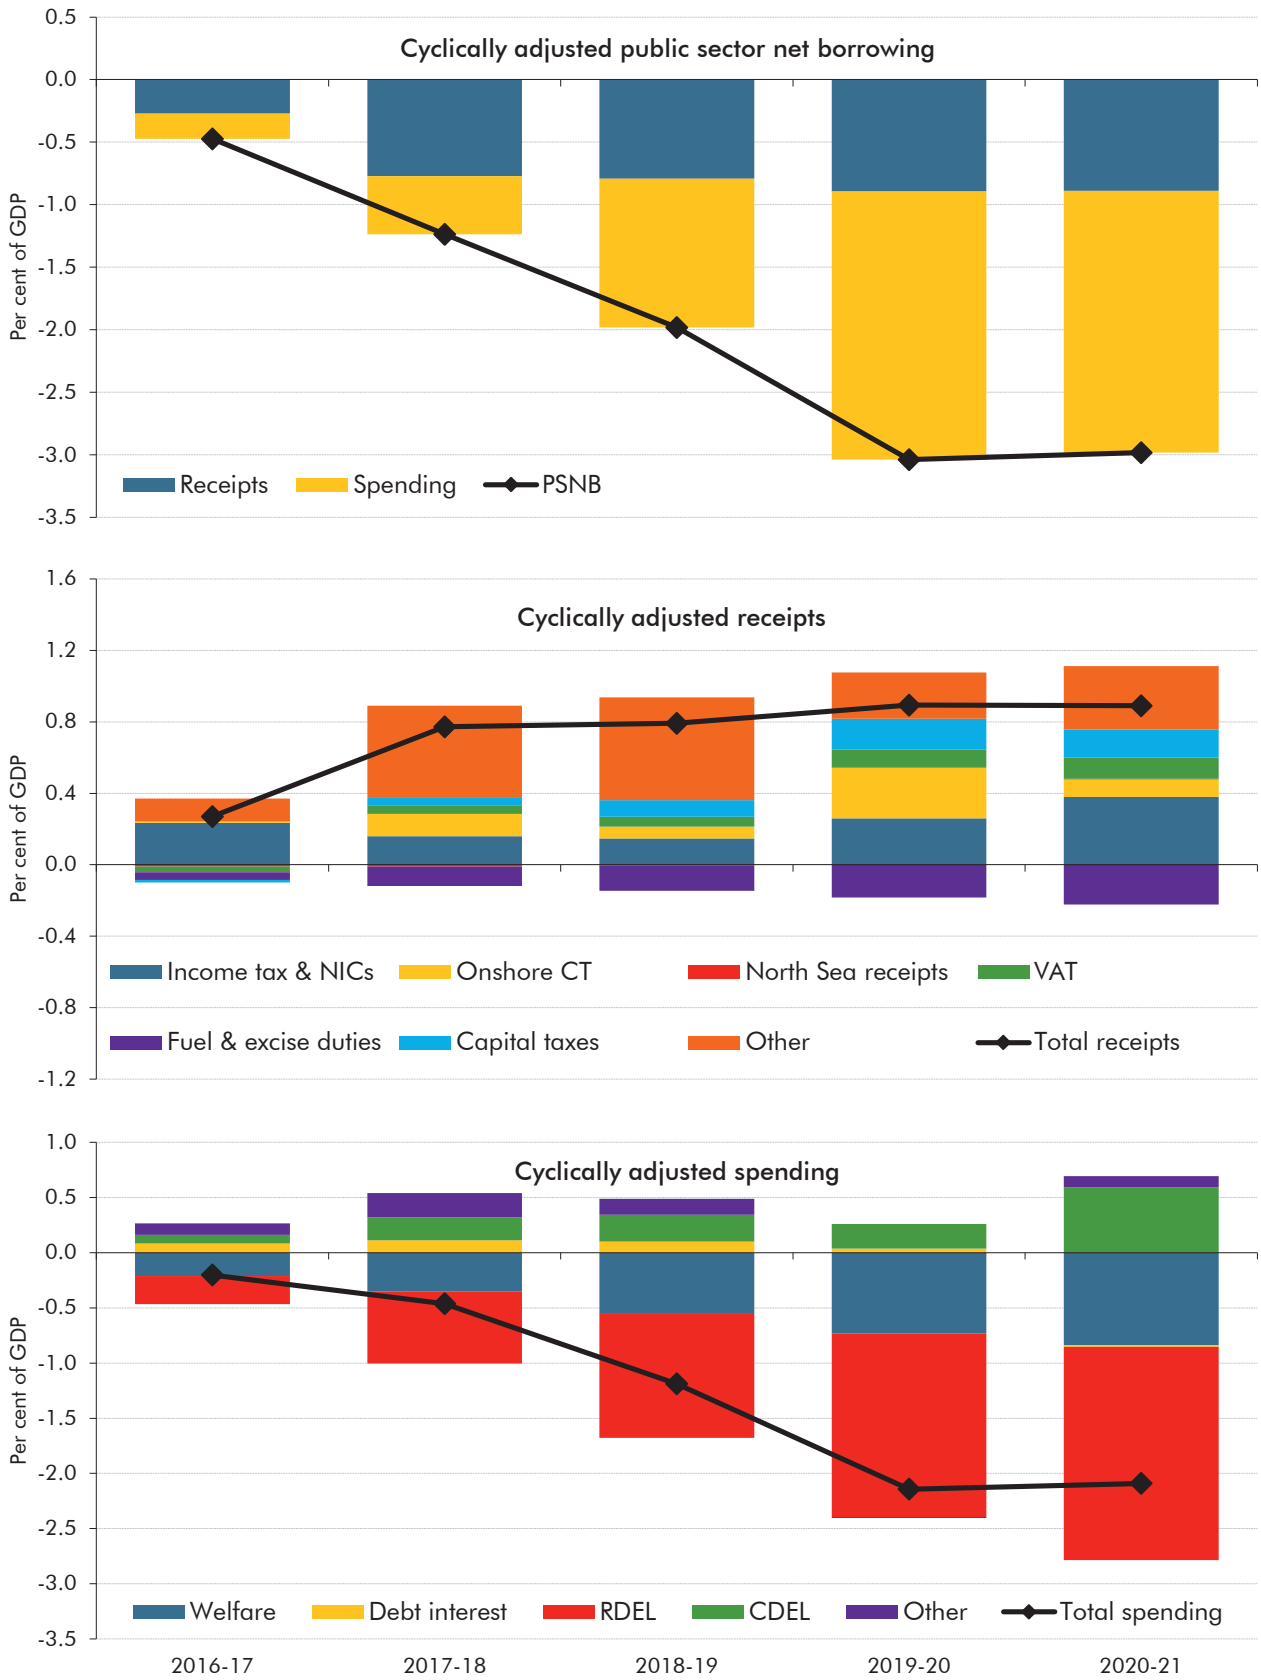 Cyclically adjusted public sector net borrowing
0.5
0.0
-0.5
-1.0
-1.5
-2.0
-2.5
-3.0
-3.5
Per cent of GDP
Receipts Spending PSNB
Cyclically adjusted receipts
1.6
1.2
0.8
0.4
0.0
-0.4
-0.8
-1.2
Per cent of GDP
Income tax & NICs Onshore CT North Sea receipts VAT
Fuel & excise duties Capital taxes Other Total receipts
Cyclically adjusted spending
1.0
0.5
0.0
-0.5
-1.0
-1.5
-2.0
-2.5
-3.0
-3.5
Per cent of GDP
Welfare Debt interest RDEL CDEL Other Total spending
2016-17 2017-18 2018-19 2019-20 2020-21